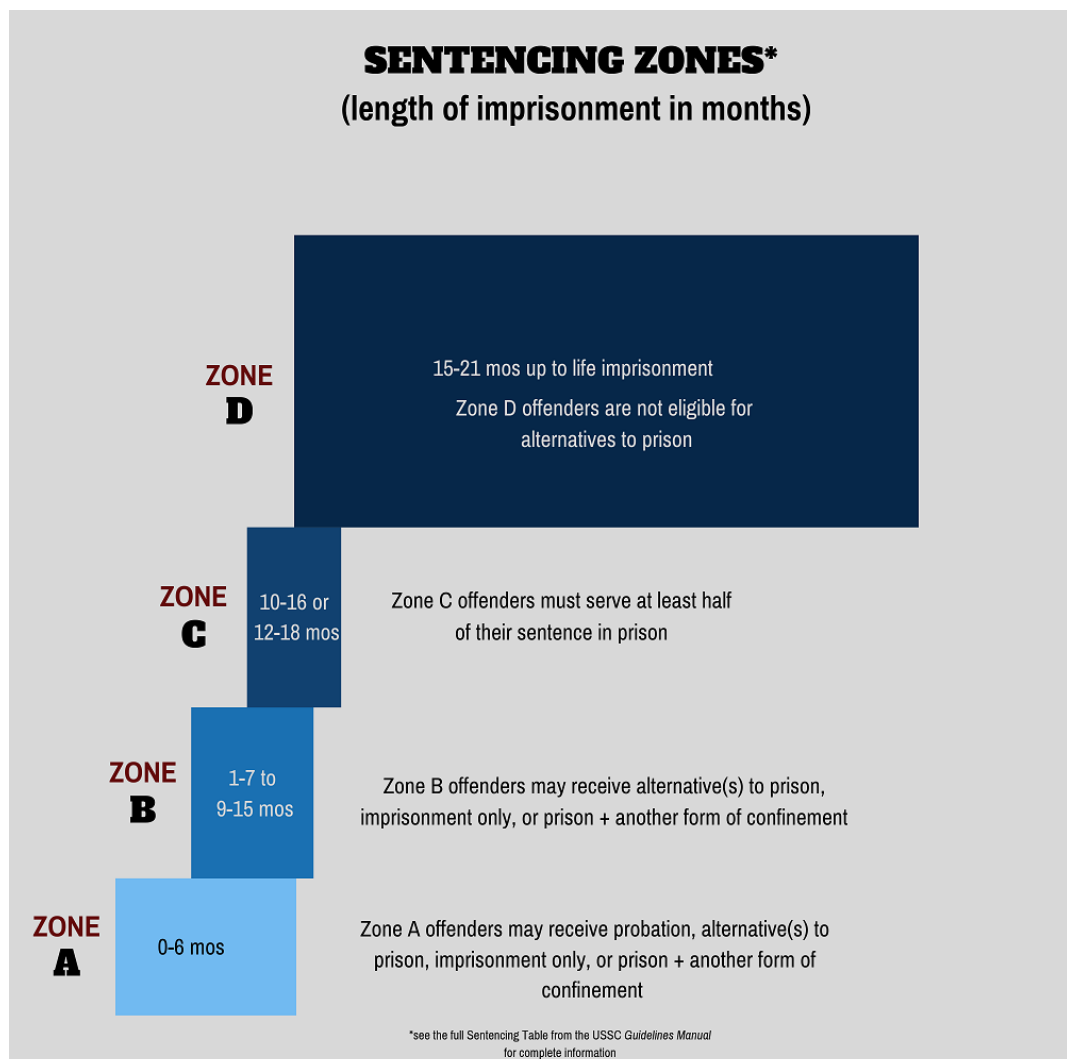 SENTENCING ZONES*
(length of imprisonment in months)
ZONE
D
15-21 mos up to life imprisonment
Zone D offenders are not eligible for
alternatives to prison
ZONE
C
10-16 or
12-18 mos
Zone C offenders must serve at least half
of their sentence in prison
ZONE
B
1-7 to
9-15 mos
Zone B offenders may receive alternative(s) to prison,
imprisonment only, or prison + another form of confinement
ZONE
A
0-6 mos
Zone A offenders may receive probation, alternative(s) to
prison, imprisonment only, or prison + another form of
confinement
*see the full Sentencing Table from the USSC Guidelines Manual
for complete information